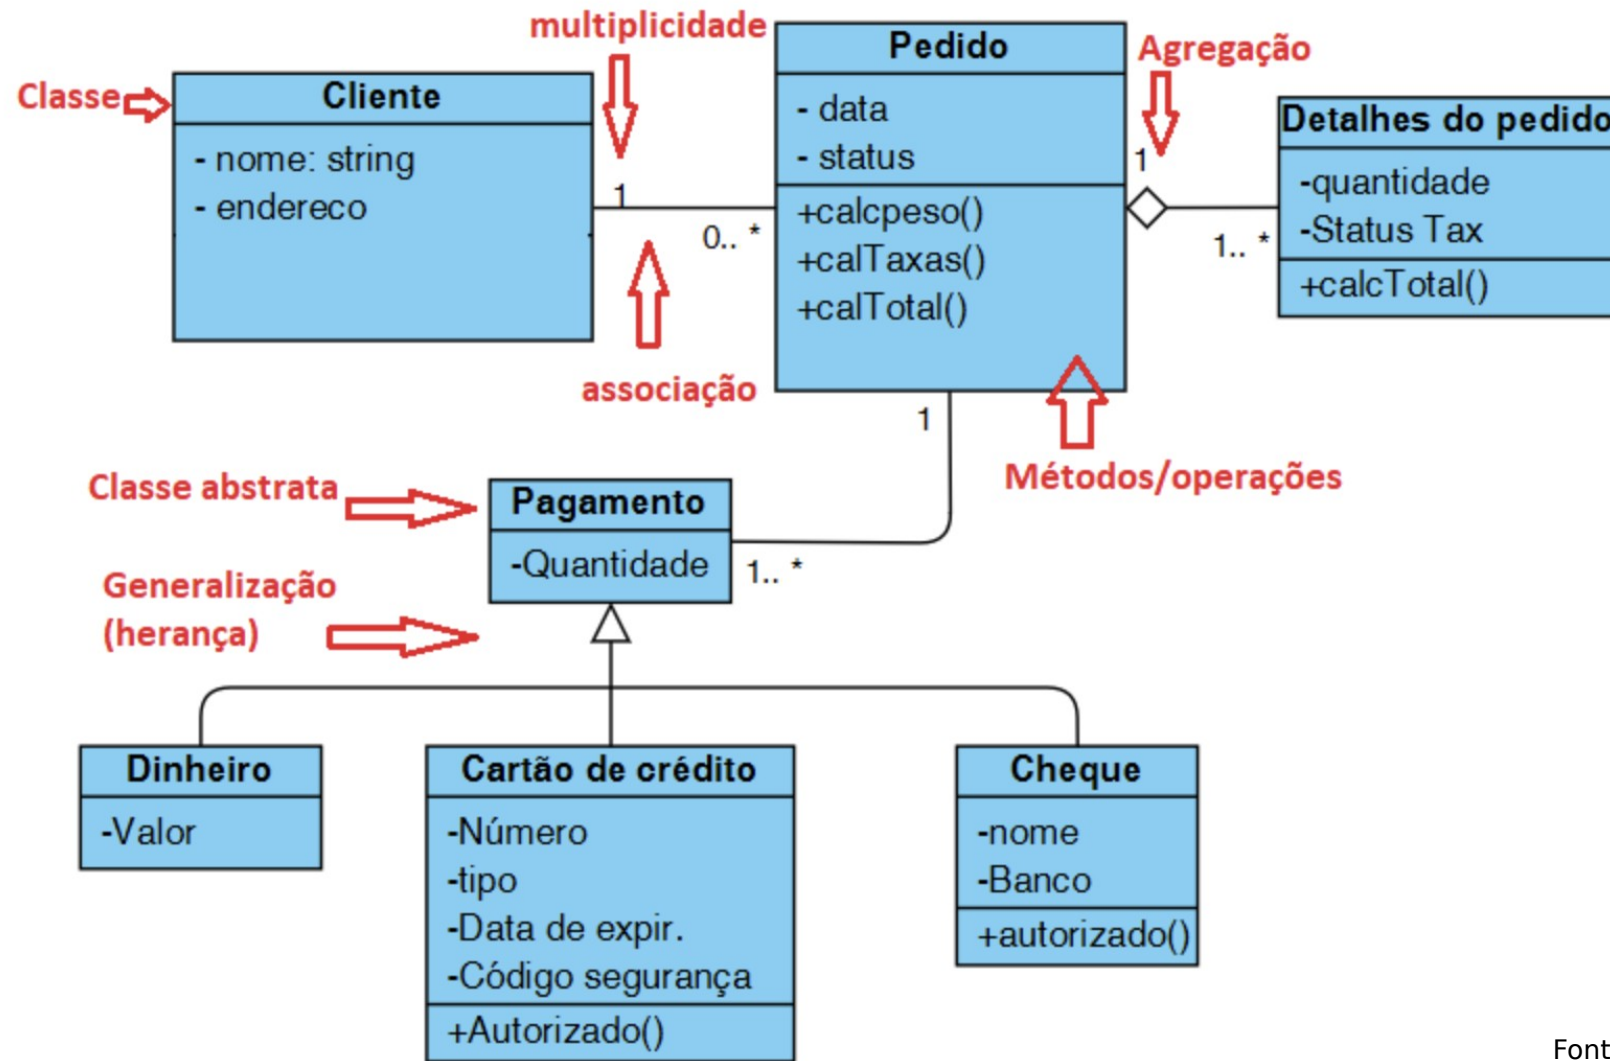 multiplicidade
Classe
Cliente
- nome: string
- endereco
1
0.. *
associação
Pedido
- data
- status
+calcpeso()
+calTaxas()
+calTotal()
Agregação
1
1.. *
Detalhes do pedido
-quantidade
-Status Tax
+calcTotal()
Métodos/operações
1
1.. *
Classe abstrata
Pagamento
-Quantidade
Generalização
(herança)
Dinheiro
-Valor
Cartão de crédito
-Número
-tipo
-Data de expir.
-Código segurança
+Autorizado()
Cheque
-nome
-Banco
+autorizado()
Font